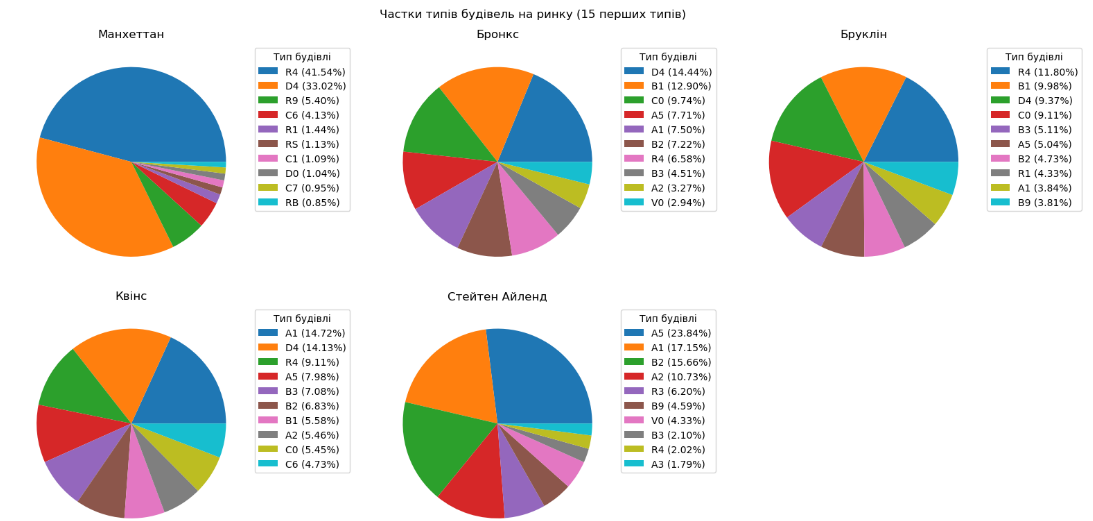 Частки типів будівель на ринку (15 перших типів)
Манхеттан
Тип будівлі
R4 (41.54%)
D4 (33.02%)
R9 (5.40%)
C6 (4.13%)
R1 (1.44%)
RS (1.13%)
C1 (1.09%)
D0 (1.04%)
C7 (0.95%)
RB (0.85%)
Бронкс
Тип будівлі
D4 (14.44%)
B1 (12.90%)
C0 (9.74%)
A5 (7.71%)
A1 (7.50%)
B2 (7.22%)
R4 (6.58%)
B3 (4.51%)
A2 (3.27%)
V0 (2.94%)
Бруклін
Тип будівлі
R4 (11.80%)
B1 (9.98%)
D4 (9.37%)
C0 (9.11%)
B3 (5.11%)
A5 (5.04%)
B2 (4.73%)
R1 (4.33%)
A1 (3.84%)
B9 (3.81%)
Квінс
Тип будівлі
A1 (14.72%)
D4 (14.13%)
R4 (9.11%)
A5 (7.98%)
B3 (7.08%)
B2 (6.83%)
B1 (5.58%)
A2 (5.46%)
C0 (5.45%)
C6 (4.73%)
Стейтен Айленд
Тип будівлі
A5 (23.84%)
A1 (17.15%)
B2 (15.66%)
A2 (10.73%)
R3 (6.20%)
B9 (4.59%)
V0 (4.33%)
B3 (2.10%)
R4 (2.02%)
A3 (1.79%)